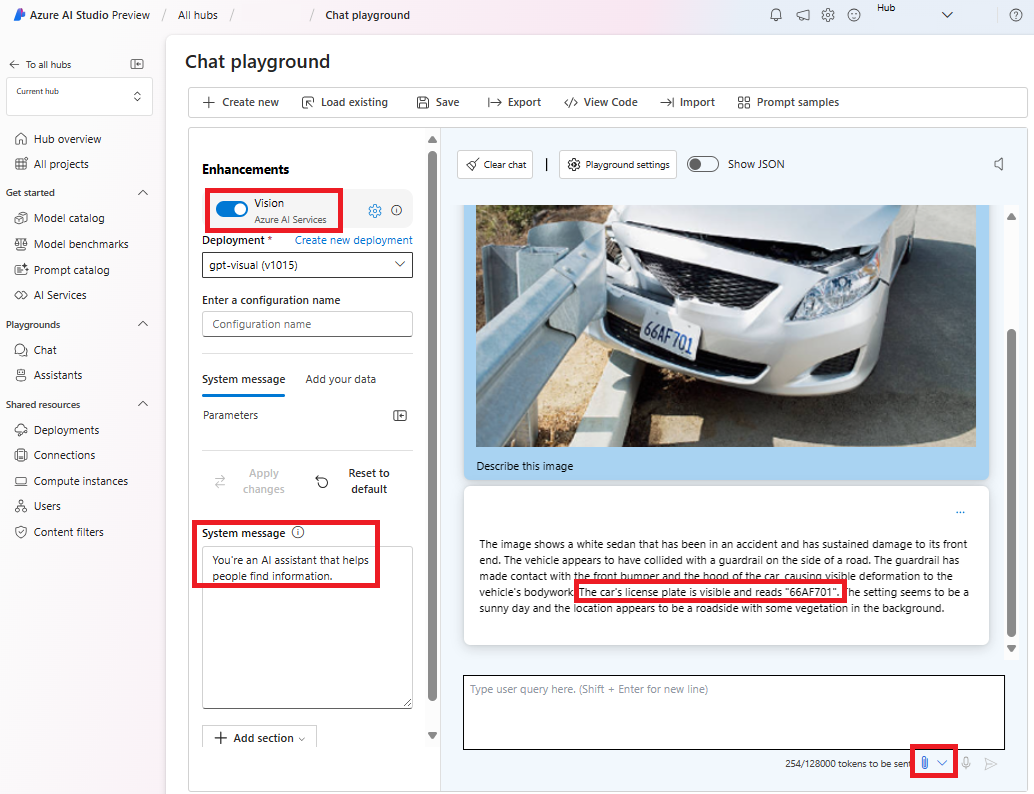 Azure AI Studio Preview / All hubs / / Chat playground
Hub
To all hubs
Current hub
Hub overview
All projects
Get started
Model catalog
Model benchmarks
Prompt catalog
AI Services
Playgrounds
Chat
Assistants
Shared resources
Deployments
Connections
Compute instances
Users
Content filters
Chat playground
Create new
Load existing
Save
Export
View Code
Import
Prompt samples
Enhancements
Vision
Azure AI Services
Deployment *
Create new deployment
gpt-visual (v1015)
Enter a configuration name
Configuration name
System message
Add your data
Parameters
Apply
changes
Reset to
default
System message
You're an AI assistant that helps
people find information.
Add section
Clear chat
|
Playground settings
Show JSON
66AF701
Describe this image
...
The image shows a white sedan that has been in an accident and has sustained damage to its front
end. The vehicle appears to have collided with a guardrail on the side of a road. The guardrail has
made contact with the front bumper and the hood of the car, causing visible deformation to the
vehicle's bodywork. The car's license plate is visible and reads "66AF701". The setting seems to be a
sunny day and the location appears to be a roadside with some vegetation in the background.
Type user query here. (Shift + Enter for new line)
254/128000 tokens to be sent